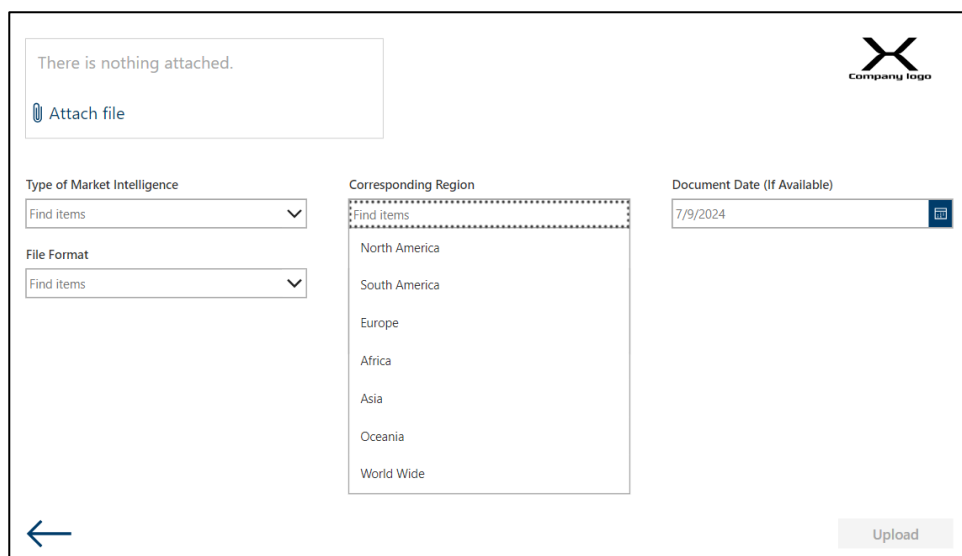 There is nothing attached.
Attach file
Company logo
Type of Market Intelligence
Find items
File Format
Find items
Corresponding Region
Find items
North America
South America
Europe
Africa
Asia
Oceania
World Wide
Document Date (If Available)
7/9/2024
Upload